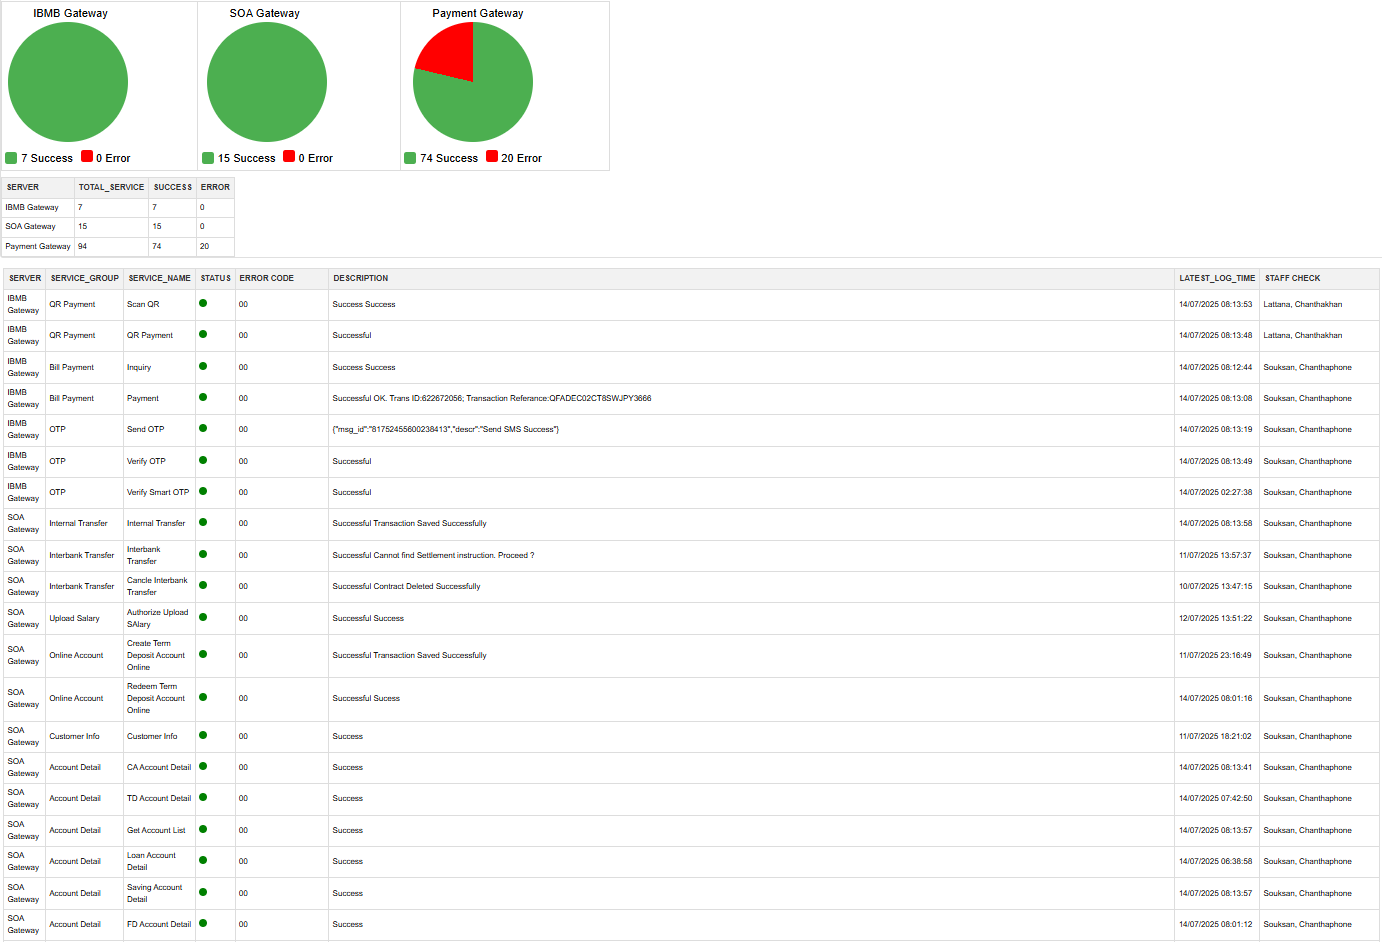 IBMB Gateway
SOA Gateway
Payment Gateway
7 Success 0 Error
15 Success 0 Error
74 Success 20 Error
SERVER TOTAL_SERVICE SUCCESS ERROR
IBMB Gateway 7 7 0
SOA Gateway 15 15 0
Payment Gateway 94 74 20
SERVER SERVICE_GROUP SERVICE_NAME STATUS ERROR CODE DESCRIPTION LATEST_LOG_TIME STAFF CHECK
IBMB Gateway QR Payment Scan QR 00 Success Success 14/07/2025 08:13:53 Lattana, Chanthakhan
IBMB Gateway QR Payment QR Payment 00 Successful 14/07/2025 08:13:48 Lattana, Chanthakhan
IBMB Gateway Bill Payment Inquiry 00 Success Success 14/07/2025 08:12:44 Souksan, Chanthaphone
IBMB Gateway Bill Payment Payment 00 Successful OK. Trans ID:622672056; Transaction Referance:QFADEC02CT8SWJPY3666 14/07/2025 08:13:08 Souksan, Chanthaphone
IBMB Gateway OTP Send OTP 00 {"msg_id":"81752455600238413","descr":"Send SMS Success"} 14/07/2025 08:13:19 Souksan, Chanthaphone
IBMB Gateway OTP Verify OTP 00 Successful 14/07/2025 08:13:49 Souksan, Chanthaphone
IBMB Gateway OTP Verify Smart OTP 00 Successful 14/07/2025 02:27:38 Souksan, Chanthaphone
SOA Gateway Internal Transfer Internal Transfer 00 Successful Transaction Saved Successfully 14/07/2025 08:13:58 Souksan, Chanthaphone
SOA Gateway Interbank Transfer Interbank Transfer 00 Successful Cannot find Settlement instruction. Proceed ? 11/07/2025 13:57:37 Souksan, Chanthaphone
SOA Gateway Interbank Transfer Cancle Interbank Transfer 00 Successful Contract Deleted Successfully 10/07/2025 13:47:15 Souksan, Chanthaphone
SOA Gateway Upload Salary Authorize Upload SAlary 00 Successful Success 12/07/2025 13:51:22 Souksan, Chanthaphone
SOA Gateway Online Account Create Term Deposit Account Online 00 Successful Transaction Saved Successfully 11/07/2025 23:16:49 Souksan, Chanthaphone
SOA Gateway Online Account Redeem Term Deposit Account Online 00 Successful Sucess 14/07/2025 08:01:16 Souksan, Chanthaphone
SOA Gateway Customer Info Customer Info 00 Success 11/07/2025 18:21:02 Souksan, Chanthaphone
SOA Gateway Account Detail CA Account Detail 00 Success 14/07/2025 08:13:41 Souksan, Chanthaphone
SOA Gateway Account Detail TD Account Detail 00 Success 14/07/2025 07:42:50 Souksan, Chanthaphone
SOA Gateway Account Detail Get Account List 00 Success 14/07/2025 08:13:57 Souksan, Chanthaphone
SOA Gateway Account Detail Loan Account Detail 00 Success 14/07/2025 06:38:58 Souksan, Chanthaphone
SOA Gateway Account Detail Saving Account Detail 00 Success 14/07/2025 08:13:57 Souksan, Chanthaphone
SOA Gateway Account Detail FD Account Detail 00 Success 14/07/2025 08:01:12 Souksan, Chanthaphone